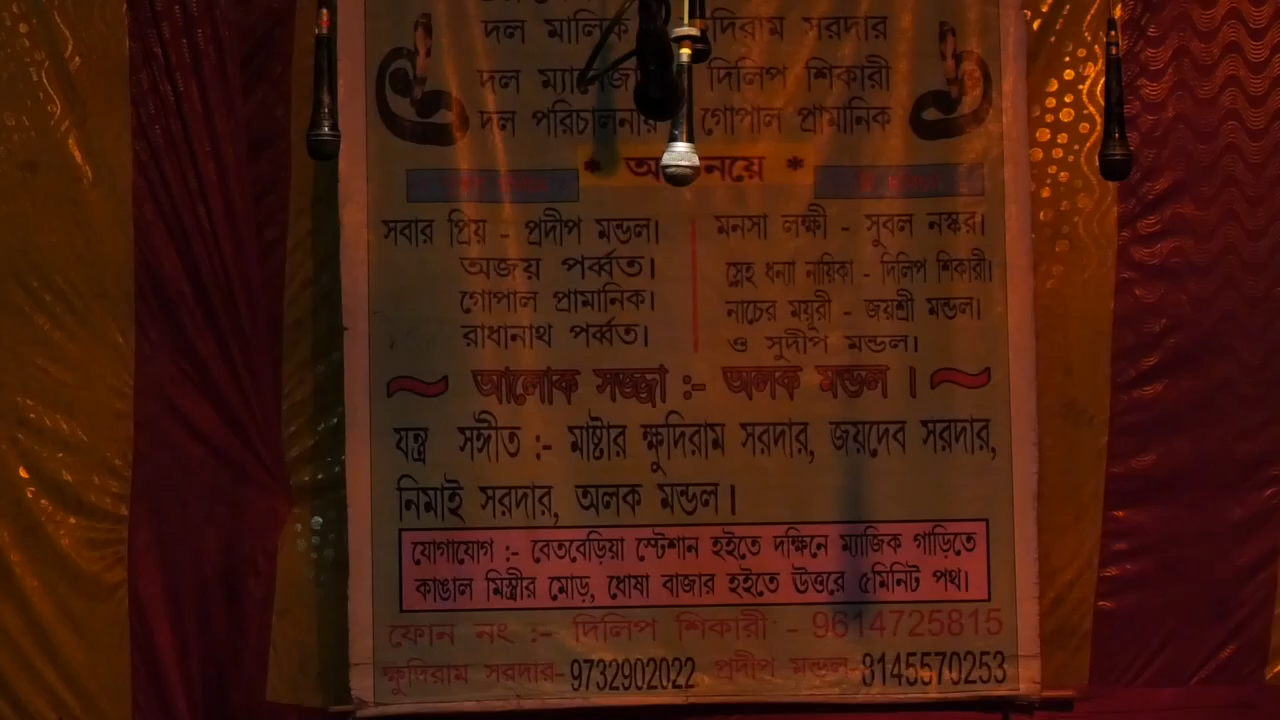 দল মালিক দিরাম সরদার
দল দিলিপ শিকারী
দল পরিচালনায় গোপাল প্রামানিক
সবার প্রিয় - প্রদীপ মন্ডল।
অজয় পর্ব্বত।
গোপাল প্রামানিক।
রাধানাথ পর্ব্বত।
মনসা লক্ষী - সুবল নস্কর।
স্নেহ ধন্যা নায়িকা - দিলিপ শিকারী।
নাচের ময়ূরী - জয়শ্রী মন্ডল।
ও সুদীপ মন্ডল।
আলোক সজ্জা :- অলক মন্ডল।
যন্ত্র সঙ্গীত :- মাষ্টার ক্ষুদিরাম সরদার, জয়দেব সরদার,
নিমাই সরদার, অলক মন্ডল।
যোগাযোগ :- বেতবেড়িয়া স্টেশান হইতে দক্ষিনে ম্যাজিক গাড়িতে
কাঙাল মিস্ত্রীর মোড়, ধোষা বাজার হইতে উত্তরে ৫মিনিট পথ।
ফোন নং :- দিলিপ শিকারী - 9614725815
ক্ষুদিরাম সরদার-9732902022 প্রদীপ মন্ডল-8145570253